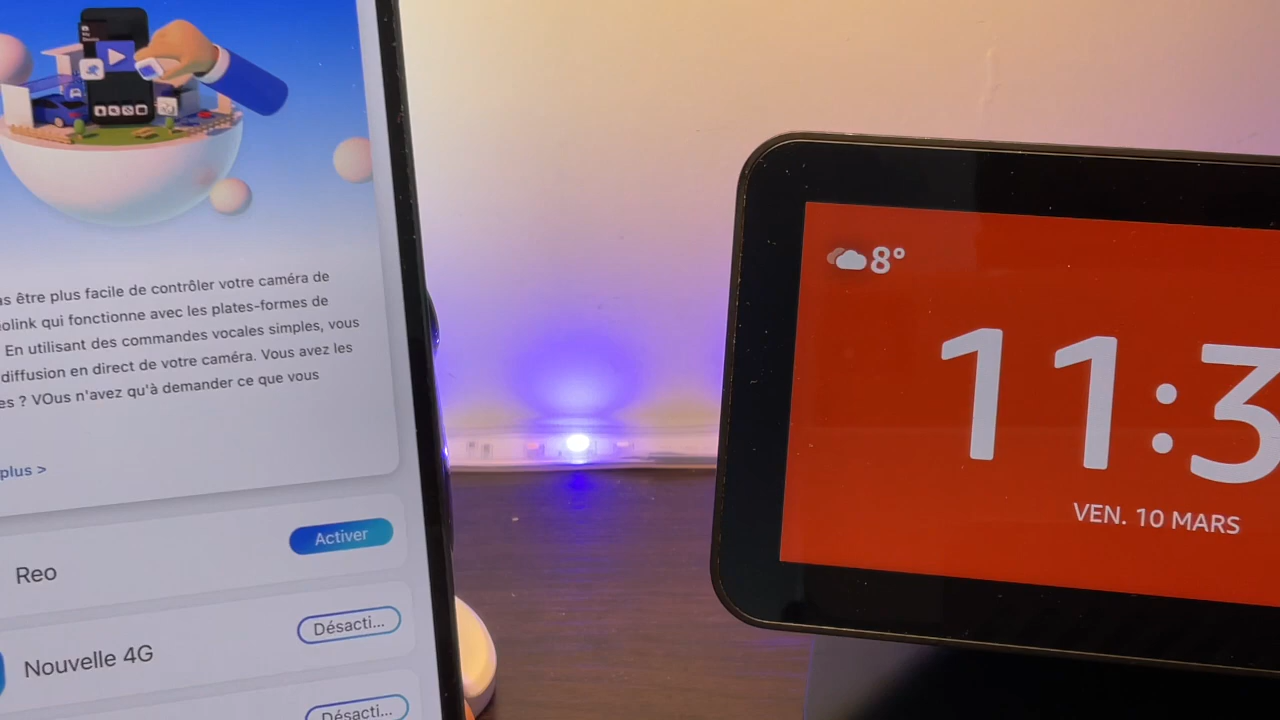 as être plus facile de contrôler votre caméra de
olink qui fonctionne avec les plates-formes de
En utilisant des commandes vocales simples, vous
diffusion en direct de votre caméra. Vous avez les
es ? VOus n'avez qu'à demander ce que vous
plus >
Reo
Activer
Nouvelle 4G
Désacti...
Désacti...
8°
11:3
VEN. 10 MARS